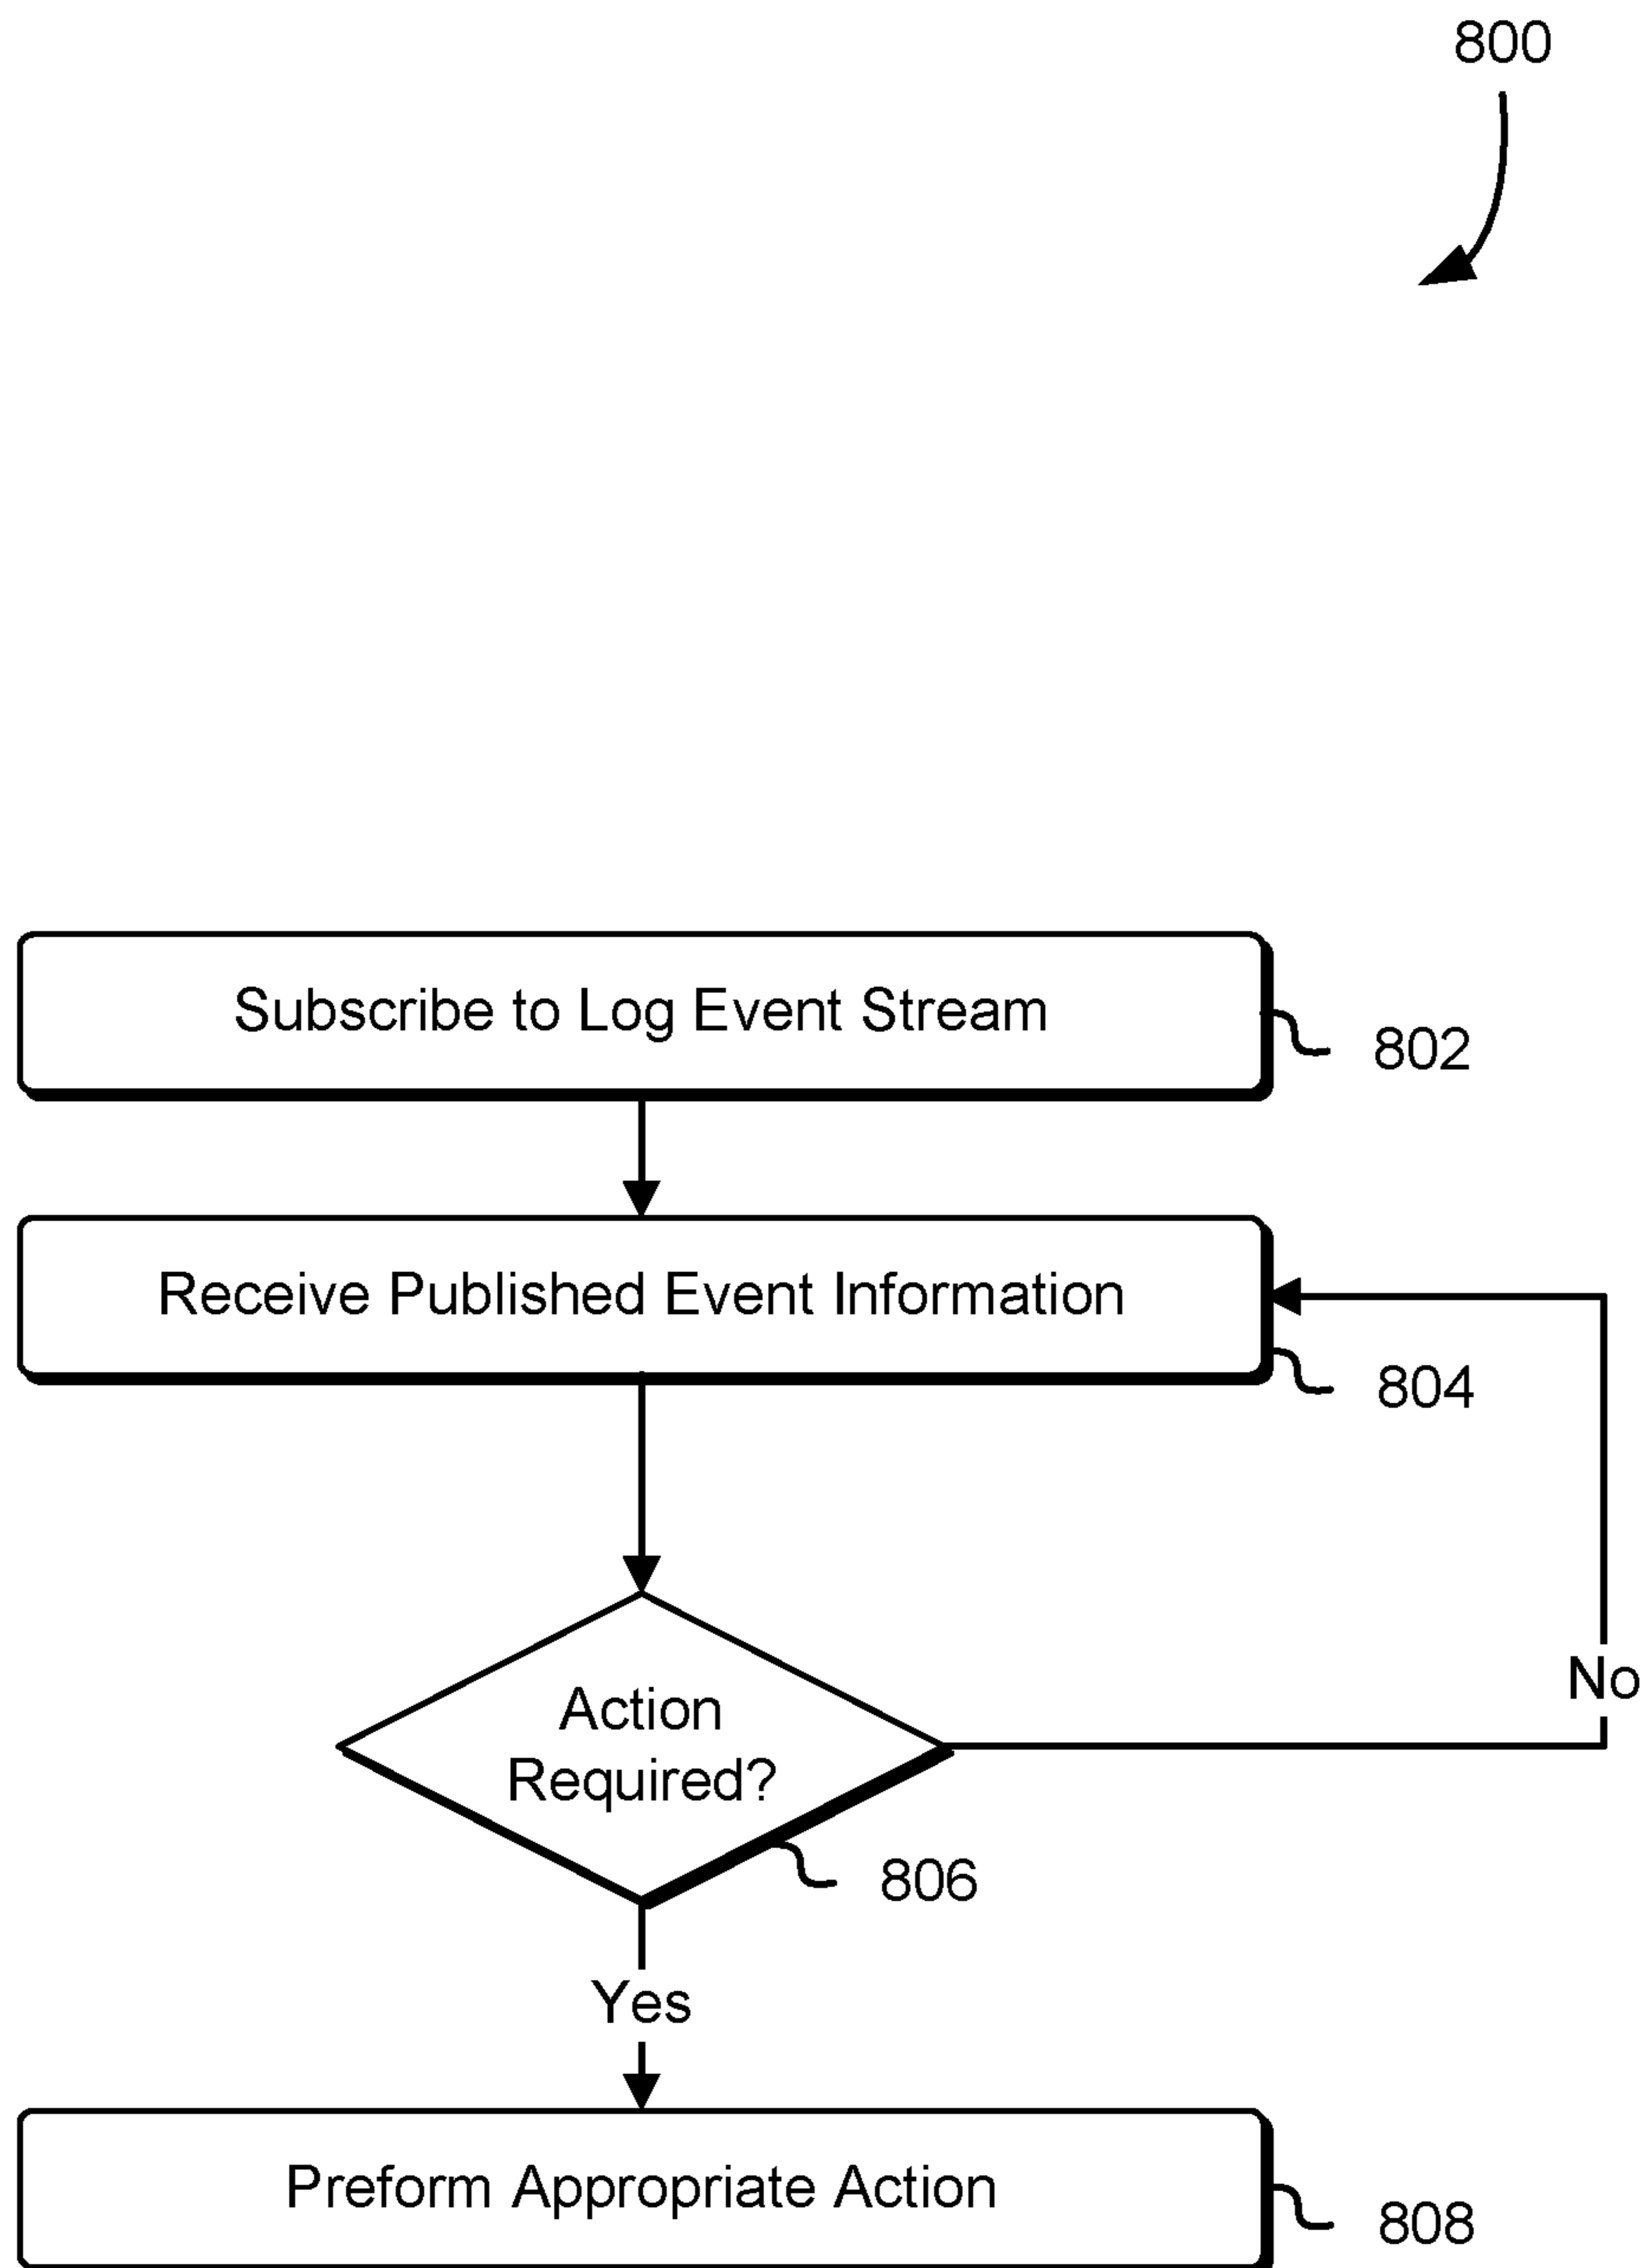 800
Subscribe to Log Event Stream
802
Receive Published Event Information
804
No
Action
Required?
806
Yes
Preform Appropriate Action
808